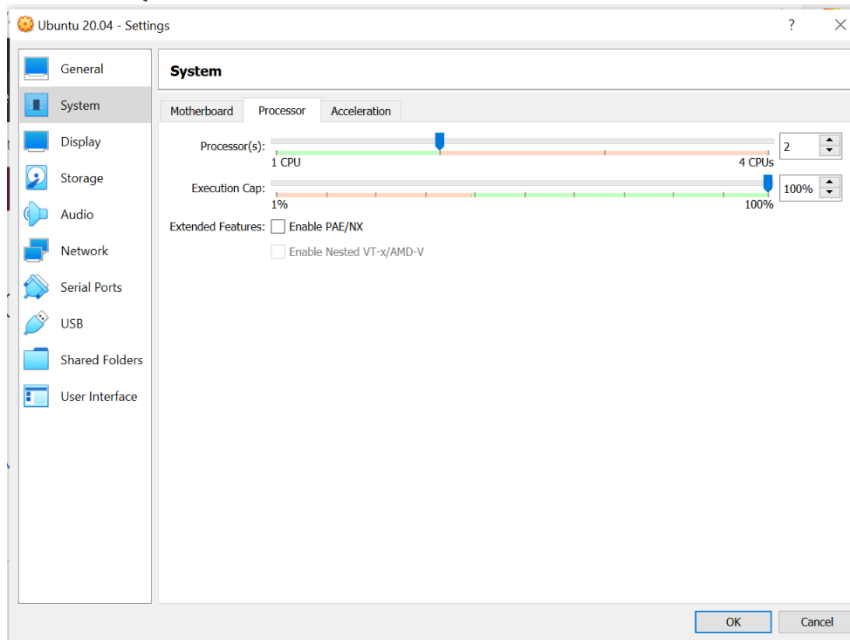 Ubuntu 20.04 - Settings
?
General
System
Display
Storage
Audio
Network
Serial Ports
USB
Shared Folders
User Interface
System
Motherboard Processor Acceleration
Processor(s): 2
1 CPU 4 CPUs
Execution Cap: 100%
1% 100%
Extended Features: Enable PAE/NX
Enable Nested VT-x/AMD-V
OK Cancel